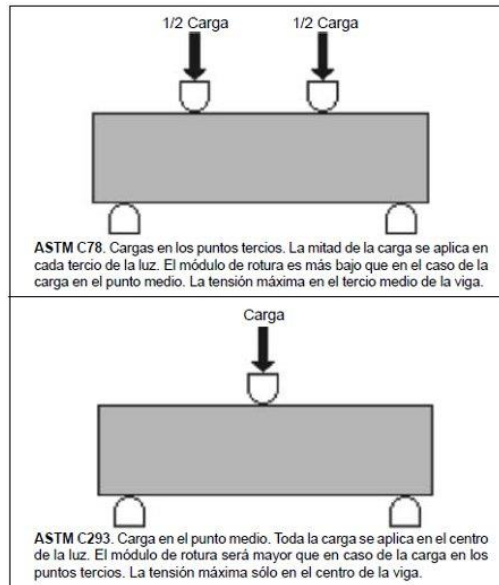 1/2 Carga 1/2 Carga
ASTM C78. Cargas en los puntos tercios. La mitad de la carga se aplica en
cada tercio de la luz. El módulo de rotura es más bajo que en el caso de la
carga en el punto medio. La tensión máxima en el tercio medio de la viga.
Carga
ASTM C293. Carga en el punto medio. Toda la carga se aplica en el centro
de la luz. El módulo de rotura será mayor que en caso de la carga en los
puntos tercios. La tensión máxima sólo en el centro de la viga.